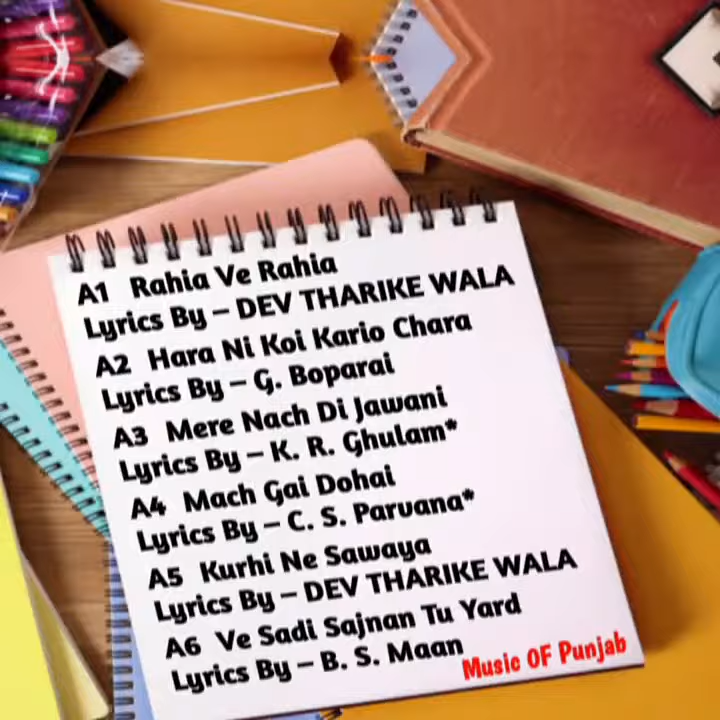 A1 Rahia Ve Rahia
Lyrics By – DEV THARIKE WALA
A2 Hara Ni Koi Kario Chara
Lyrics By – G. Boparai
A3 Mere Nach Di Jawani
Lyrics By – K. R. Ghulam*
A4 Mach Gai Dohai
Lyrics By – C. S. Parvana*
A5 Kurhi Ne Sawaya
Lyrics By – DEV THARIKE WALA
A6 Ve Sadi Sajnan Tu Yard
Lyrics By – B. S. Maan
Music OF Punjab